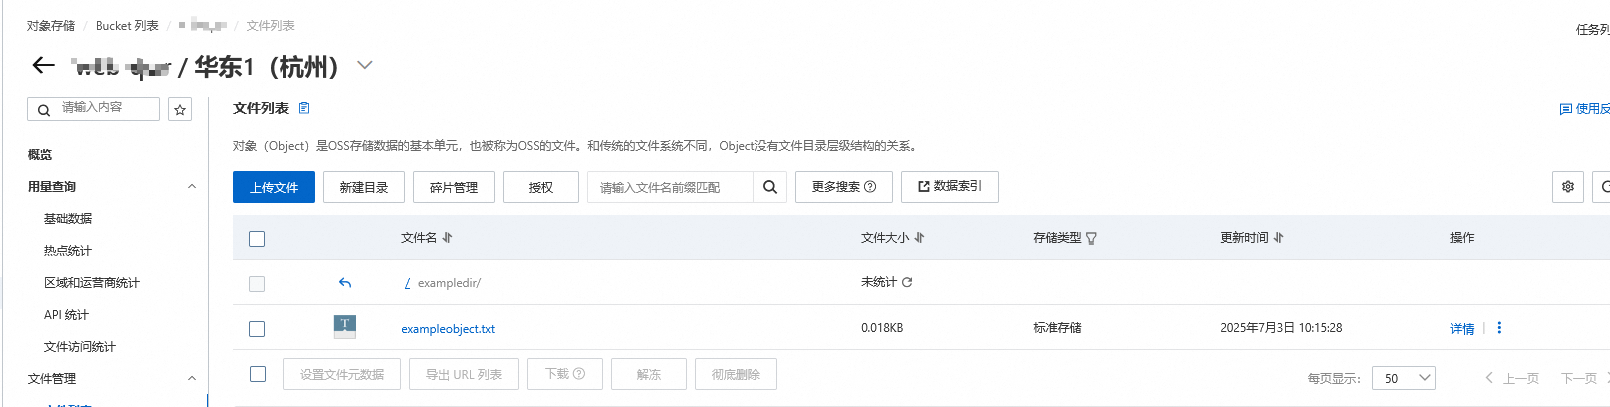 对象存储 / Bucket 列表 / / 文件列表
任务列
/ 华东1（杭州）
请输入内容
文件列表
使用反
对象（Object）是OSS存储数据的基本单元，也被称为OSS的文件。和传统的文件系统不同，Object没有文件目录层级结构的关系。
概览
上传文件 新建目录 碎片管理 授权 请输入文件名前缀匹配 更多搜索 数据索引
用量查询
基础数据
热点统计
区域和运营商统计
API 统计
文件访问统计
文件管理
文件名 文件大小 存储类型 更新时间 操作
/ exampledir/ 未统计
exampleobject.txt 0.018KB 标准存储 2025年7月3日 10:15:28 详情
设置文件元数据 导出 URL 列表 下载 解冻 彻底删除
每页显示： 50 上一页 下一页